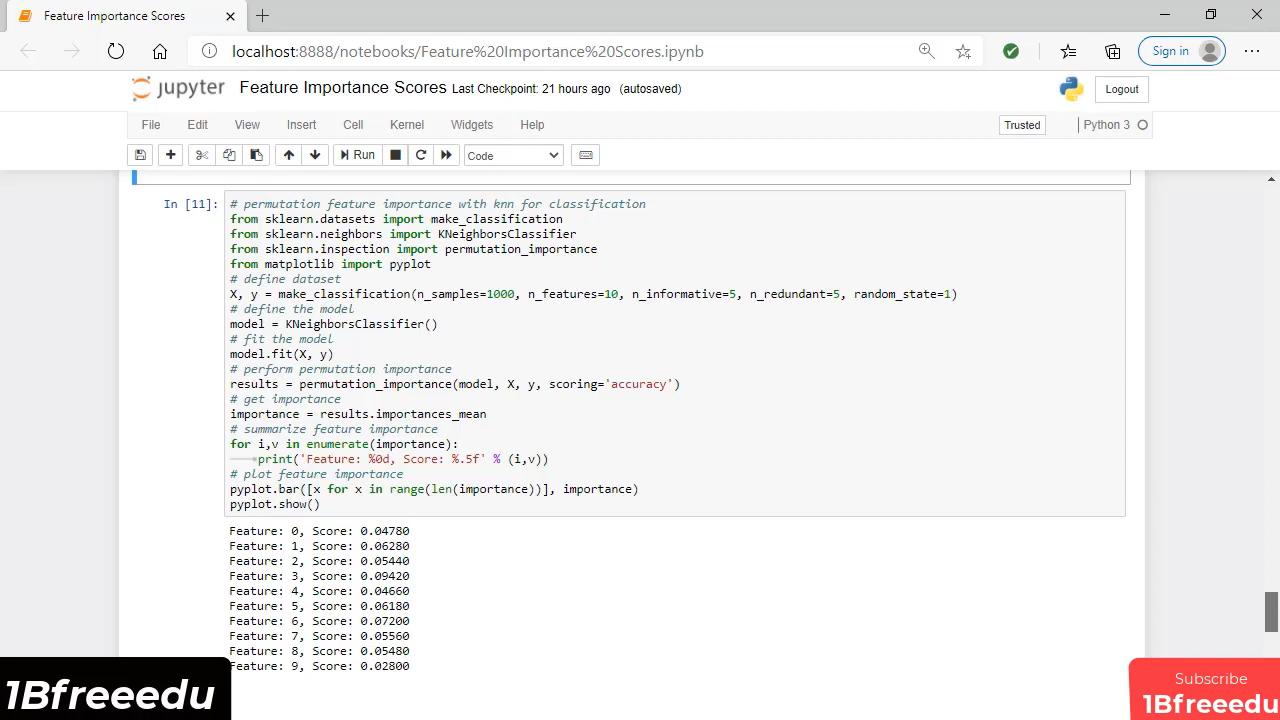 Feature Importance Scores
localhost:8888/notebooks/Feature%20Importance%20Scores.ipynb
Sign in
jupyter Feature Importance Scores Last Checkpoint: 21 hours ago (autosaved)
Logout
File Edit View Insert Cell Kernel Widgets Help
Trusted
Python 3
Run
Code
In [11]:
# permutation feature importance with knn for classification
from sklearn.datasets import make_classification
from sklearn.neighbors import KNeighborsClassifier
from sklearn.inspection import permutation_importance
from matplotlib import pyplot
# define dataset
X, y = make_classification(n_samples=1000, n_features=10, n_informative=5, n_redundant=5, random_state=1)
# define the model
model = KNeighborsClassifier()
# fit the model
model.fit(X, y)
# perform permutation importance
results = permutation_importance(model, X, y, scoring='accuracy')
# get importance
importance = results.importances_mean
# summarize feature importance
for i,v in enumerate(importance):
print('Feature: %0d, Score: %.5f' % (i,v))
# plot feature importance
pyplot.bar([x for x in range(len(importance))], importance)
pyplot.show()
Feature: 0, Score: 0.04780
Feature: 1, Score: 0.06280
Feature: 2, Score: 0.05440
Feature: 3, Score: 0.09420
Feature: 4, Score: 0.04660
Feature: 5, Score: 0.06180
Feature: 6, Score: 0.07200
Feature: 7, Score: 0.05560
Feature: 8, Score: 0.05480
Feature: 9, Score: 0.02800
1Bfreeedu
Subscribe
1Bfreeedu